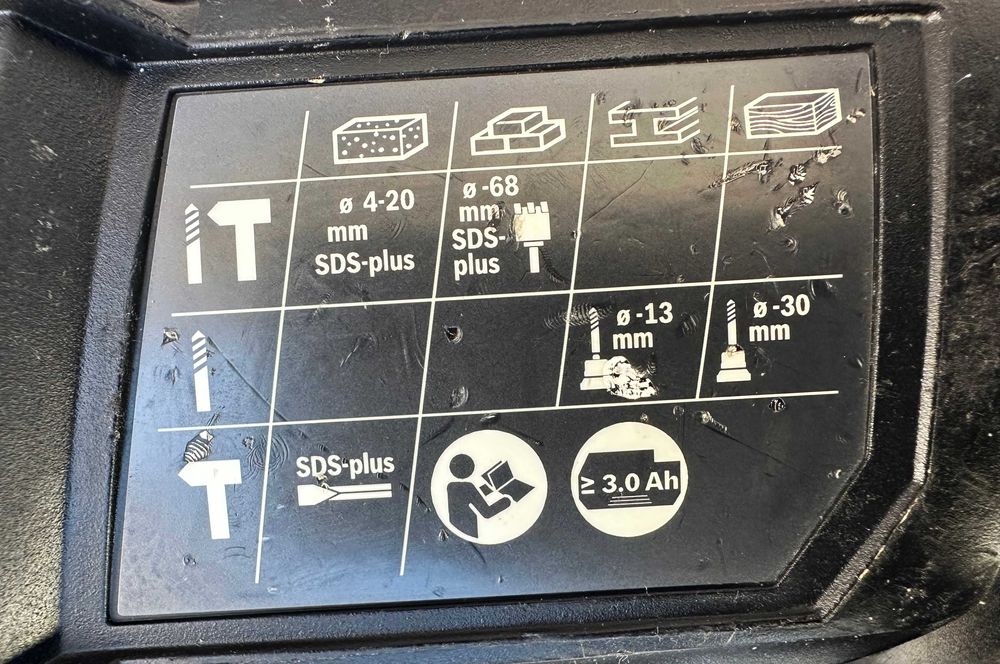 ø 4-20
mm
SDS-plus
ø -68
mm
SDS-
plus
ø -13
mm
ø -30
mm
SDS-plus
≥ 3.0 Ah